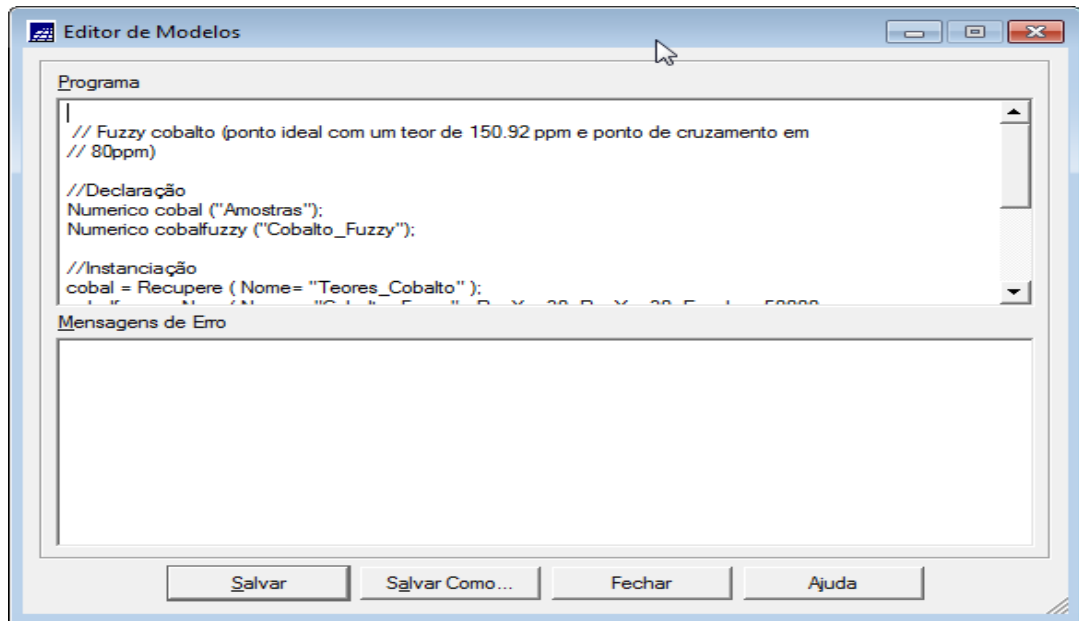 Editor de Modelos
Programa
// Fuzzy cobalto (ponto ideal com um teor de 150.92 ppm e ponto de cruzamento em
// 80ppm)
//Declaração
Numerico cobal ("Amostras");
Numerico cobalfuzzy ("Cobalto_Fuzzy");
//Instanciação
cobal = Recupere ( Nome= "Teores_Cobalto" );
Mensagens de Erro
Salvar
Salvar Como...
Fechar
Ajuda